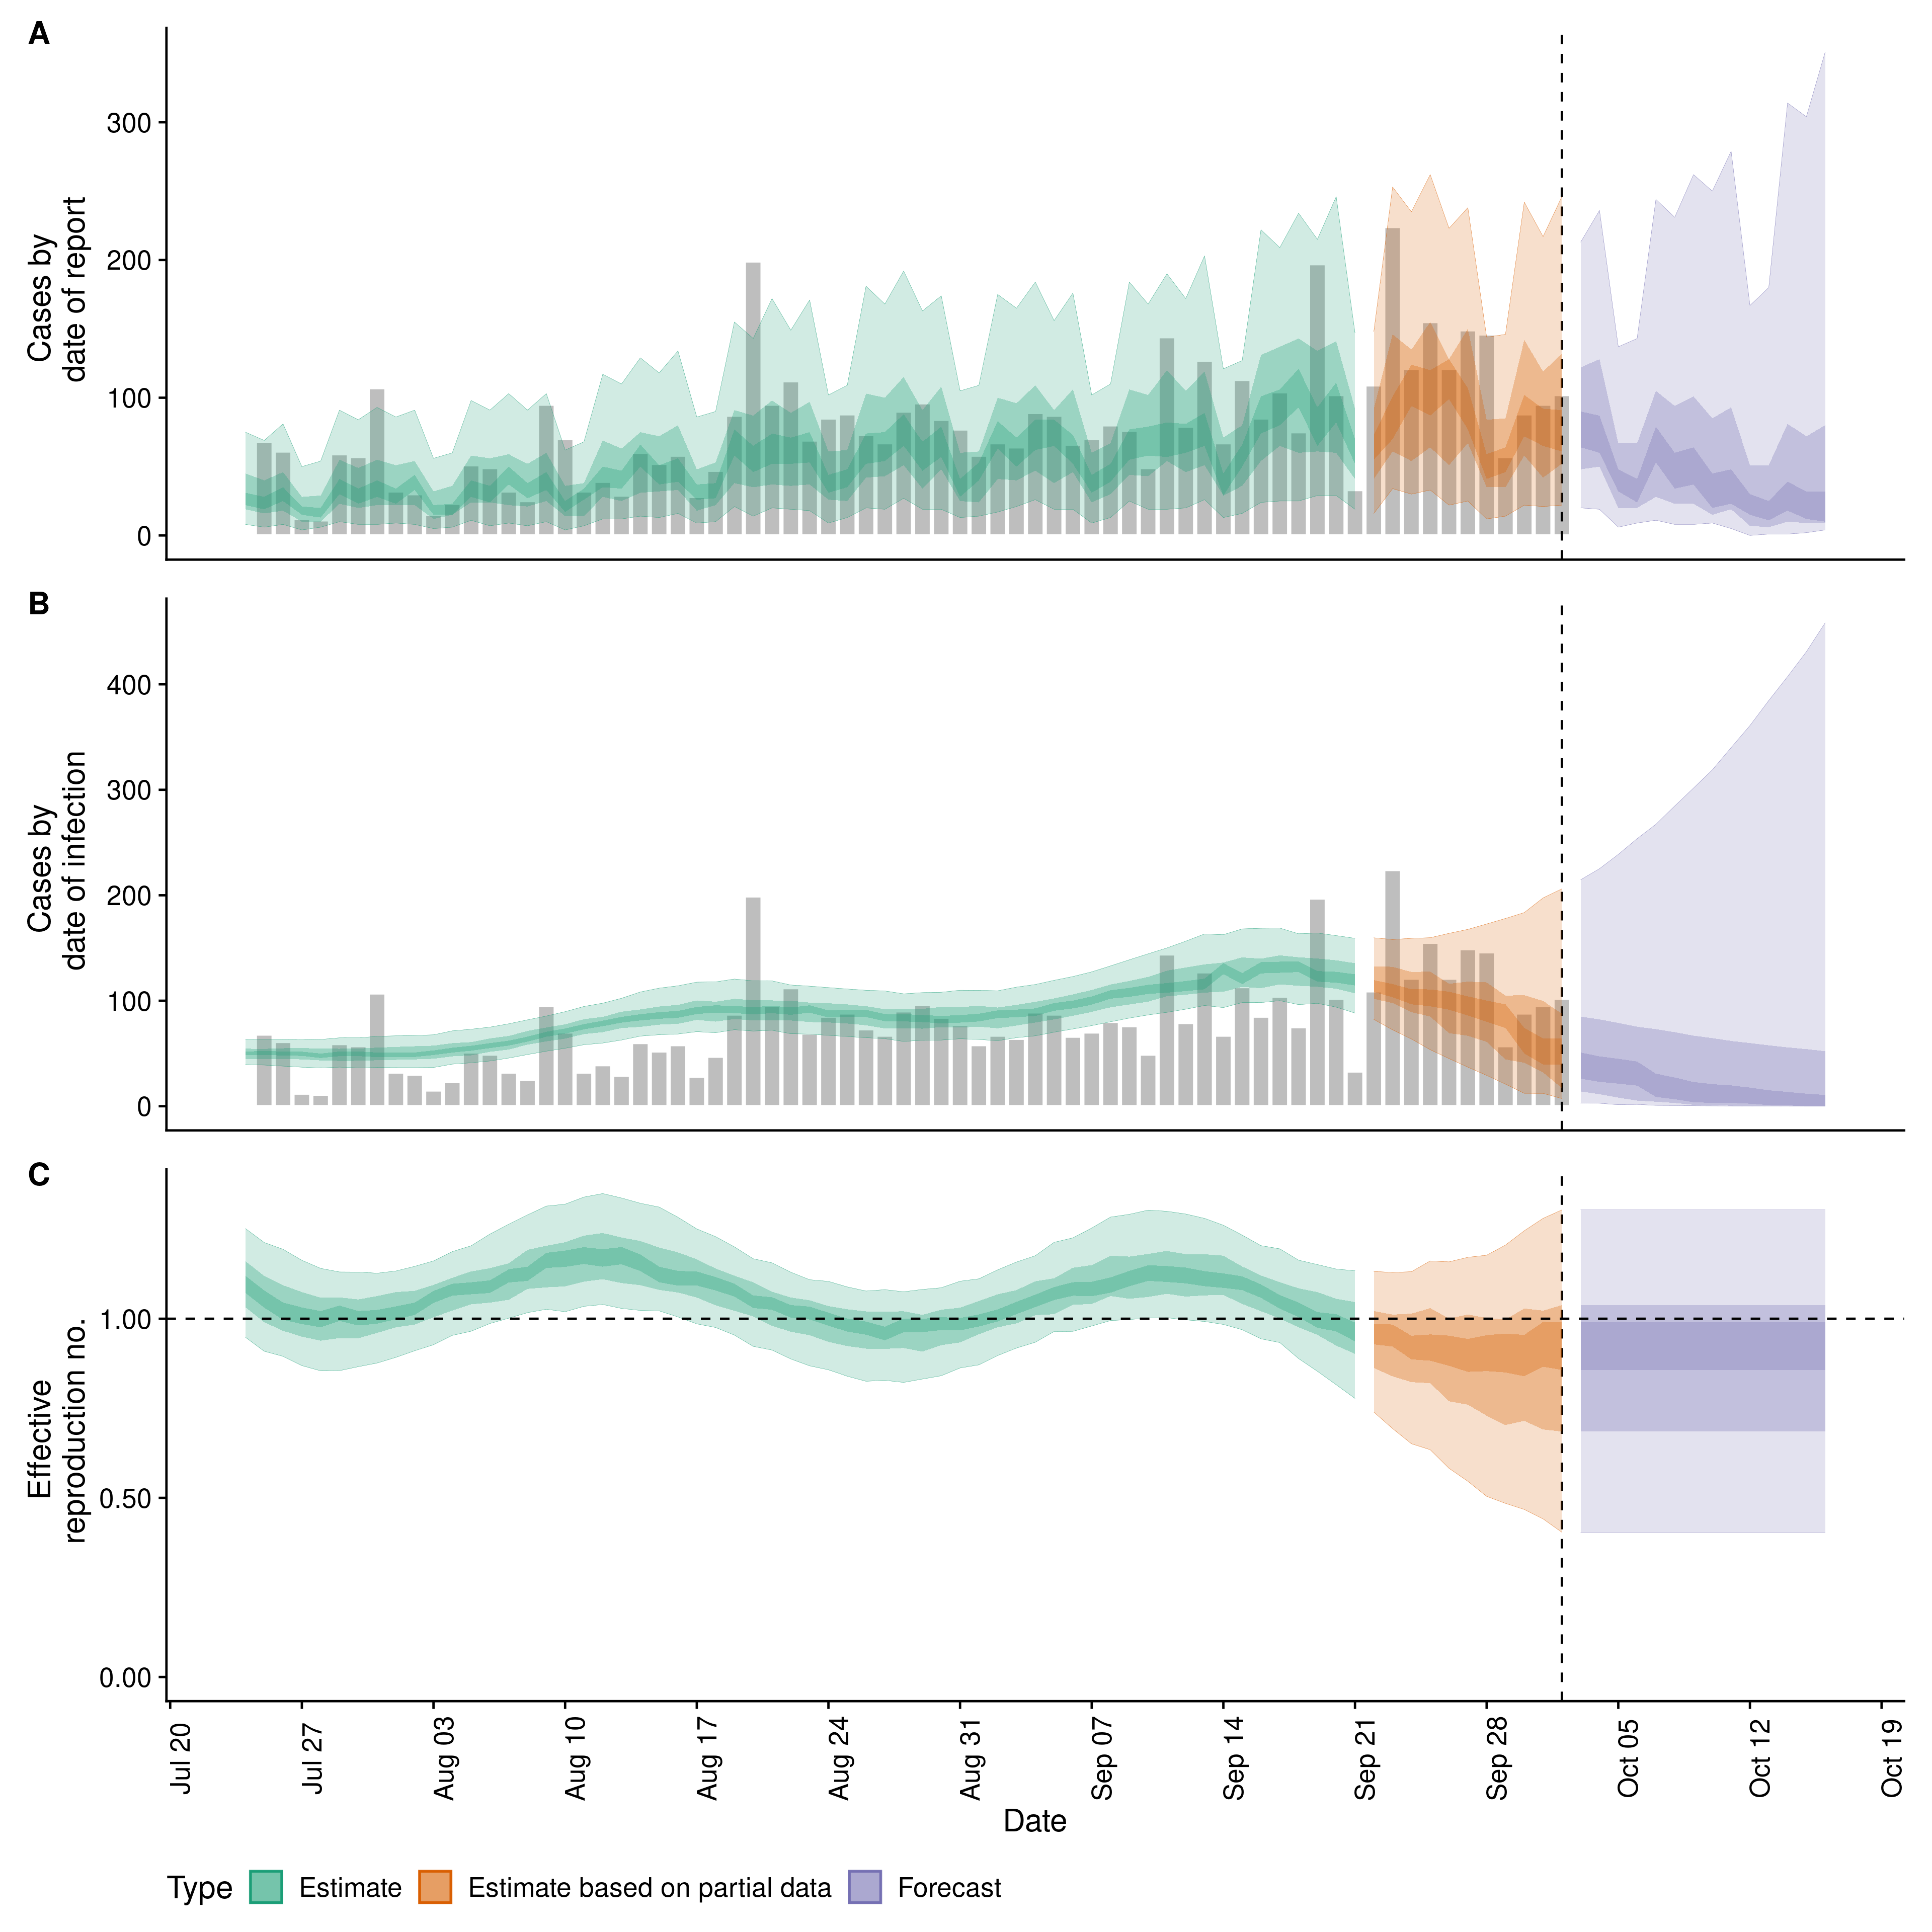 A
Cases by
date of report
300
200
100
0
B
Cases by
date of infection
400
300
200
100
0
C
Effective
reproduction no.
1.00
0.50
0.00
Jul 20
Jul 27
Aug 03
Aug 10
Aug 17
Aug 24
Aug 31
Sep 07
Sep 14
Sep 21
Sep 28
Oct 05
Oct 12
Oct 19
Date
Type Estimate Estimate based on partial data Forecast